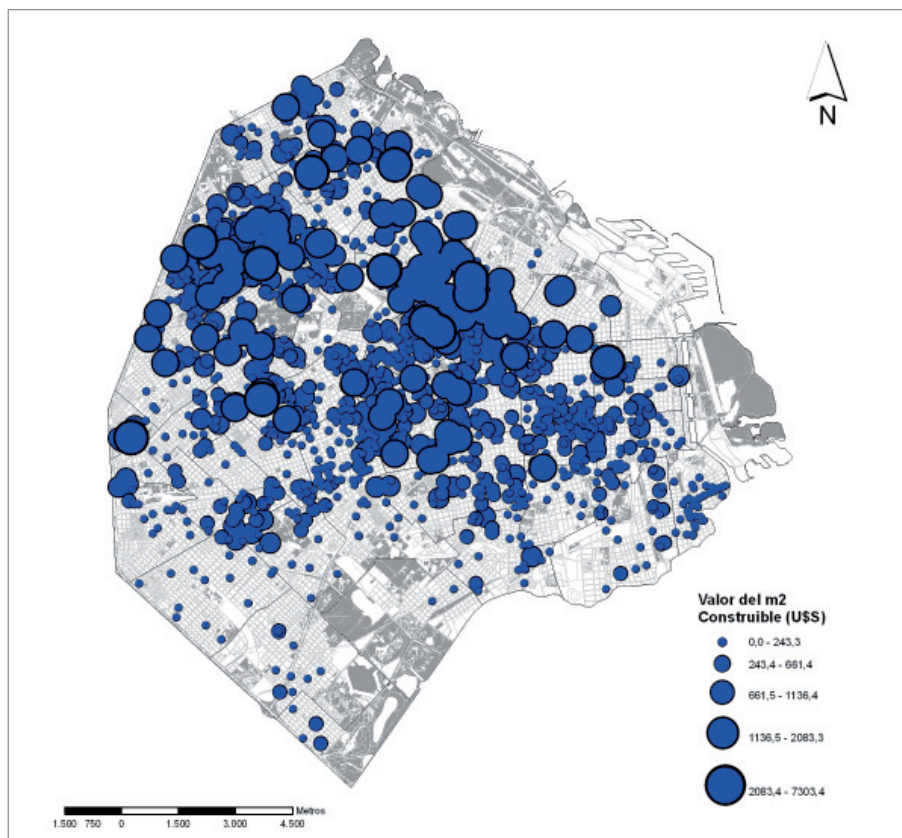 N
Valor del m2
Construible (U$S)
0,0 - 243,3
243,4 - 661,4
661,5 - 1136,4
1136,5 - 2083,3
2083,4 - 7303,4
Metros
1.500 750 0 1.500 3.000 4.500